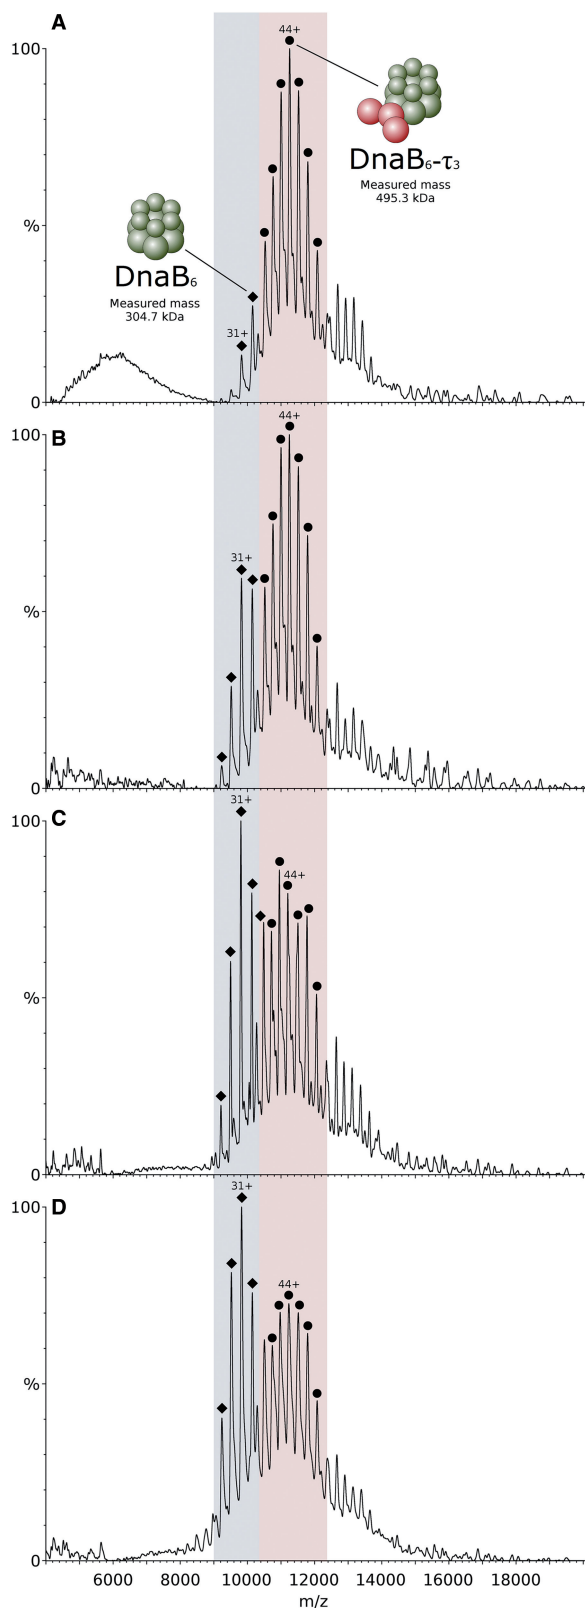 A
100
44+
DnaB₆-τ₃
Measured mass
495.3 kDa
%
DnaB₆
Measured mass
304.7 kDa
31+
0
B
100
44+
31+
%
0
C
100
31+
44+
%
0
D
100
31+
44+
%
0
6000 8000 10000 12000 14000 16000 18000
m/z